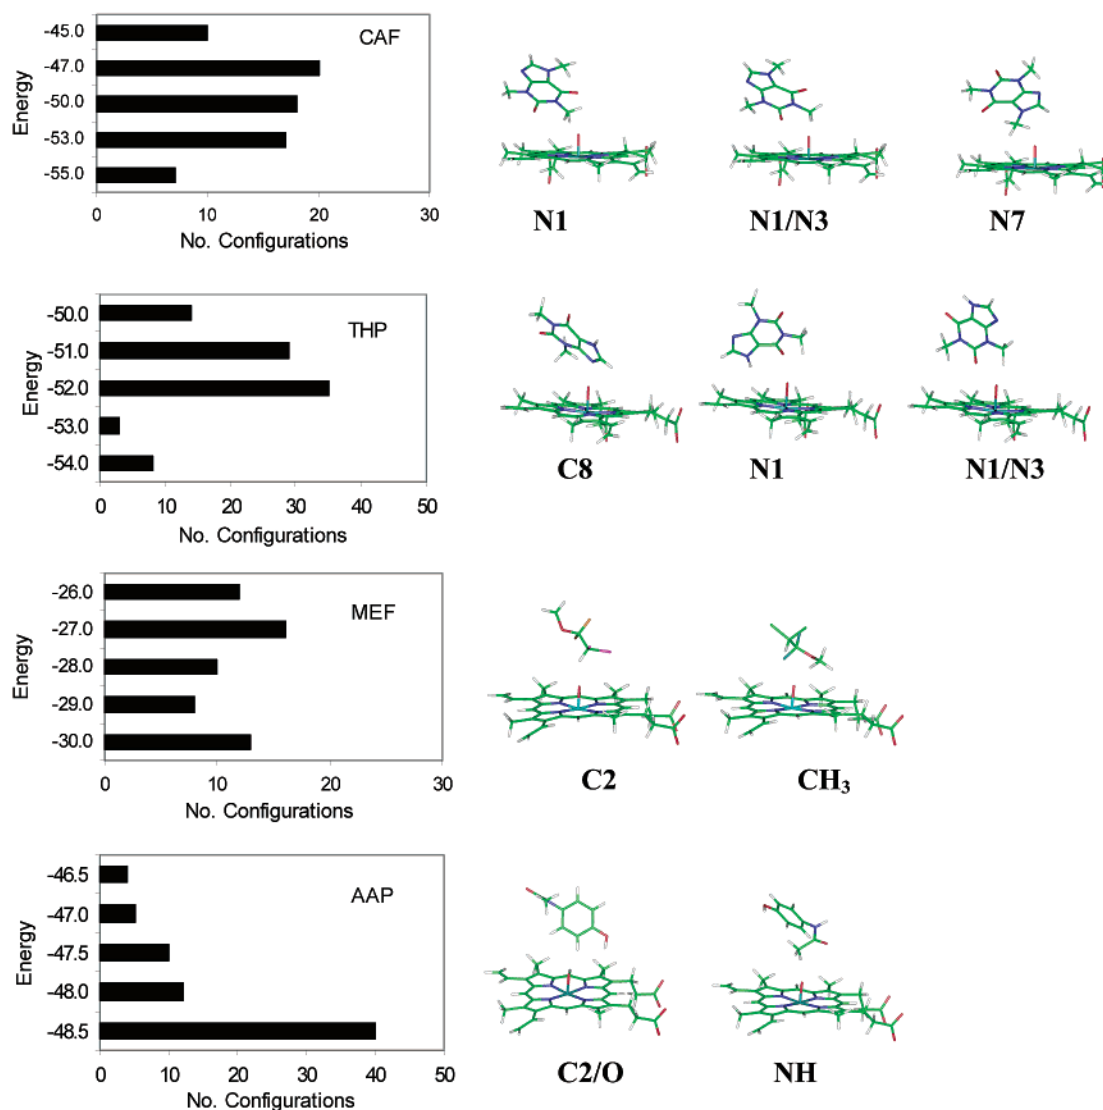 -45.0
-47.0
-50.0
-53.0
-55.0
Energy
CAF
0 10 20 30
No. Configurations
N1 N1/N3 N7
-50.0
-51.0
-52.0
-53.0
-54.0
Energy
THP
0 10 20 30 40 50
No. Configurations
C8 N1 N1/N3
-26.0
-27.0
-28.0
-29.0
-30.0
Energy
MEF
0 10 20 30
No. Configurations
C2 CH₃
-46.5
-47.0
-47.5
-48.0
-48.5
Energy
AAP
0 10 20 30 40 50
No. Configurations
C2/O NH